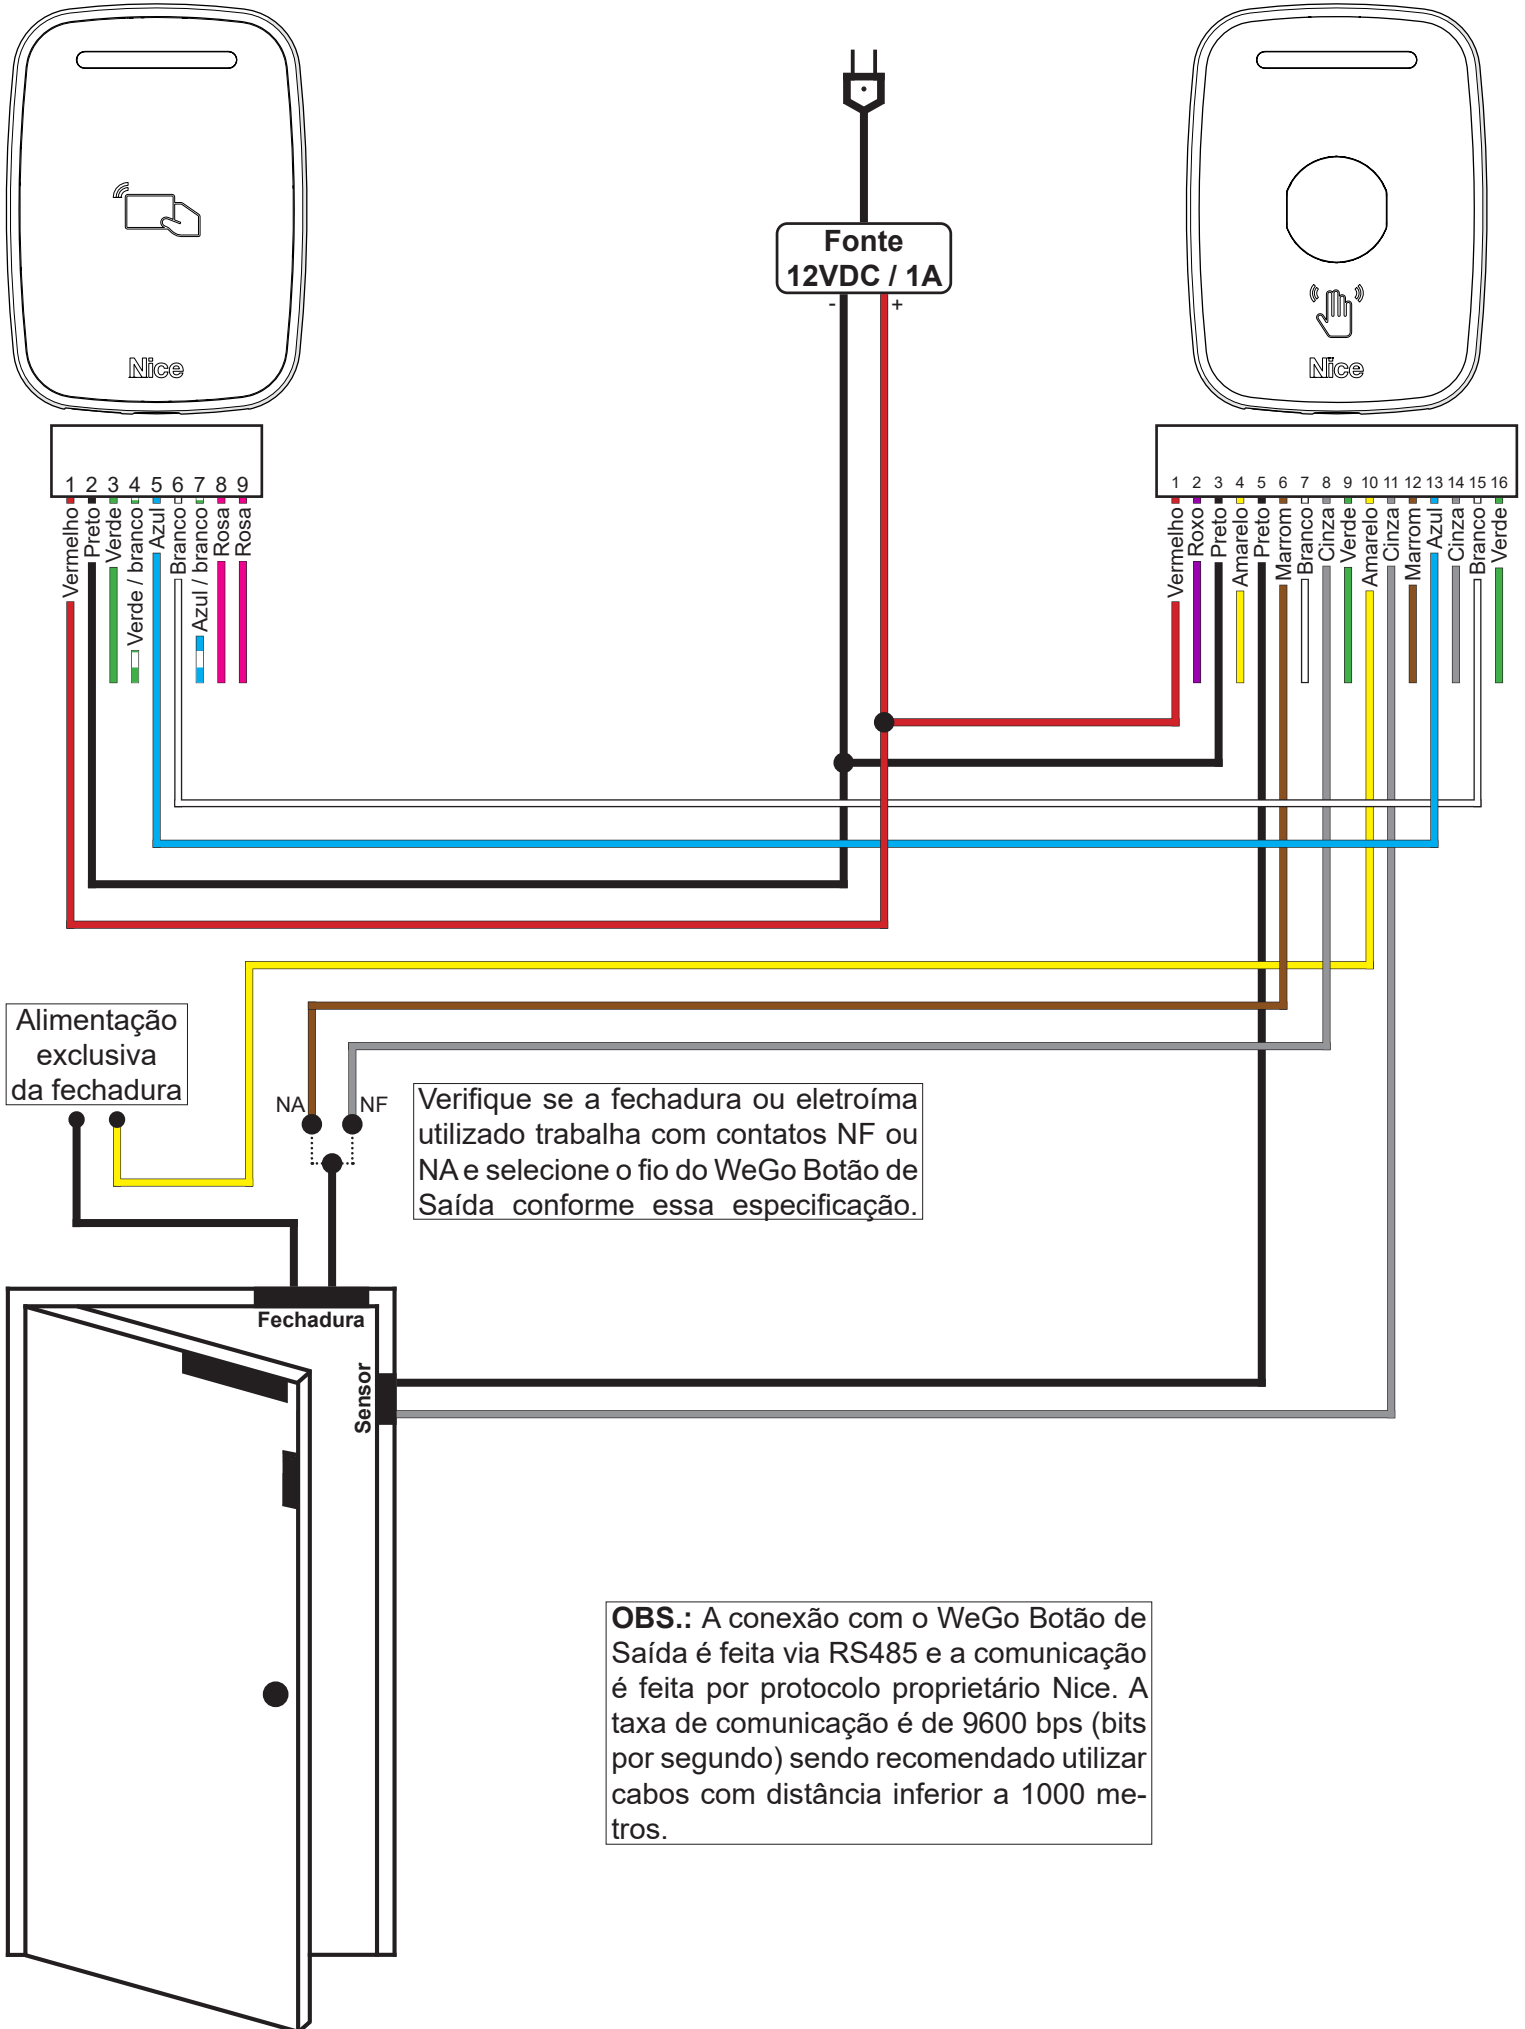 Nice
Nice
Fonte
12VDC / 1A
- +
1 2 3 4 5 6 7 8 9
Vermelho
Preto
Verde
Verde / branco
Azul
Branco
Azul / branco
Rosa
Rosa
1 2 3 4 5 6 7 8 9 10 11 12 13 14 15 16
Vermelho
Roxo
Preto
Amarelo
Preto
Marrom
Branco
Cinza
Verde
Amarelo
Cinza
Marrom
Azul
Cinza
Branco
Verde
Alimentação
exclusiva
da fechadura
NA
NF
Verifique se a fechadura ou eletroíma
utilizado trabalha com contatos NF ou
NA e selecione o fio do WeGo Botão de
Saída conforme essa especificação.
Fechadura
Sensor
OBS.: A conexão com o WeGo Botão de
Saída é feita via RS485 e a comunicação
é feita por protocolo proprietário Nice. A
taxa de comunicação é de 9600 bps (bits
por segundo) sendo recomendado utilizar
cabos com distância inferior a 1000 me-
tros.